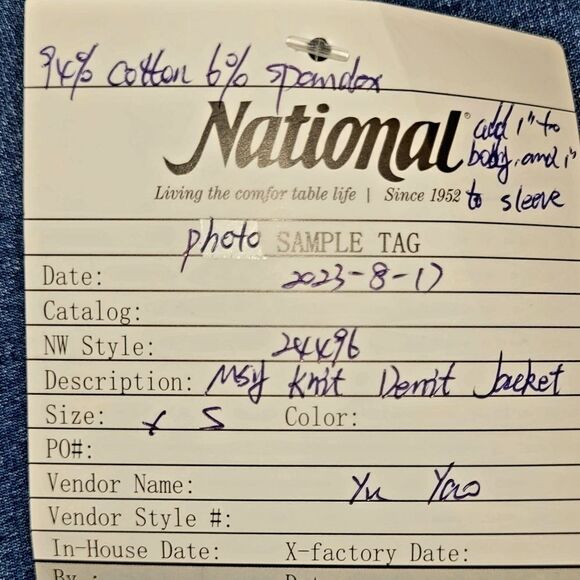 94% cotton 6% spandex
National®
add 1" to
body, and 1"
to sleeve
Living the comfor table life | Since 1952
photo SAMPLE TAG
Date: 2023-8-17
Catalog:
NW Style: 24496
Description: Msy Knit Jacket
Size: S Color:
PO#:
Vendor Name: Yu Yao
Vendor Style #:
In-House Date: X-factory Date: